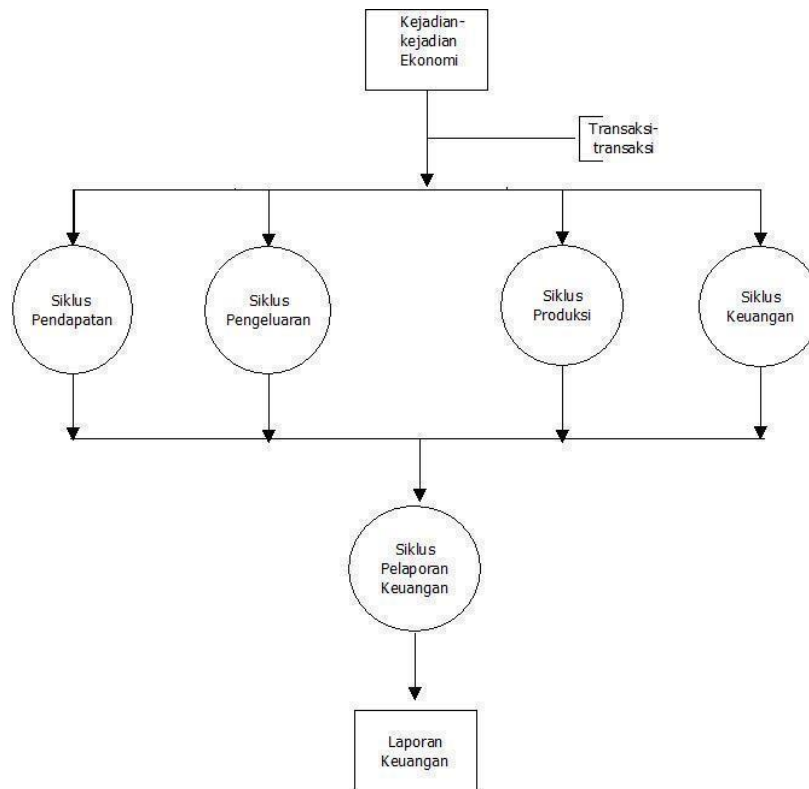 Kejadian-
kejadian
Ekonomi
Transaksi-
transaksi
Siklus
Pendapatan
Siklus
Pengeluaran
Siklus
Produksi
Siklus
Keuangan
Siklus
Pelaporan
Keuangan
Laporan
Keuangan